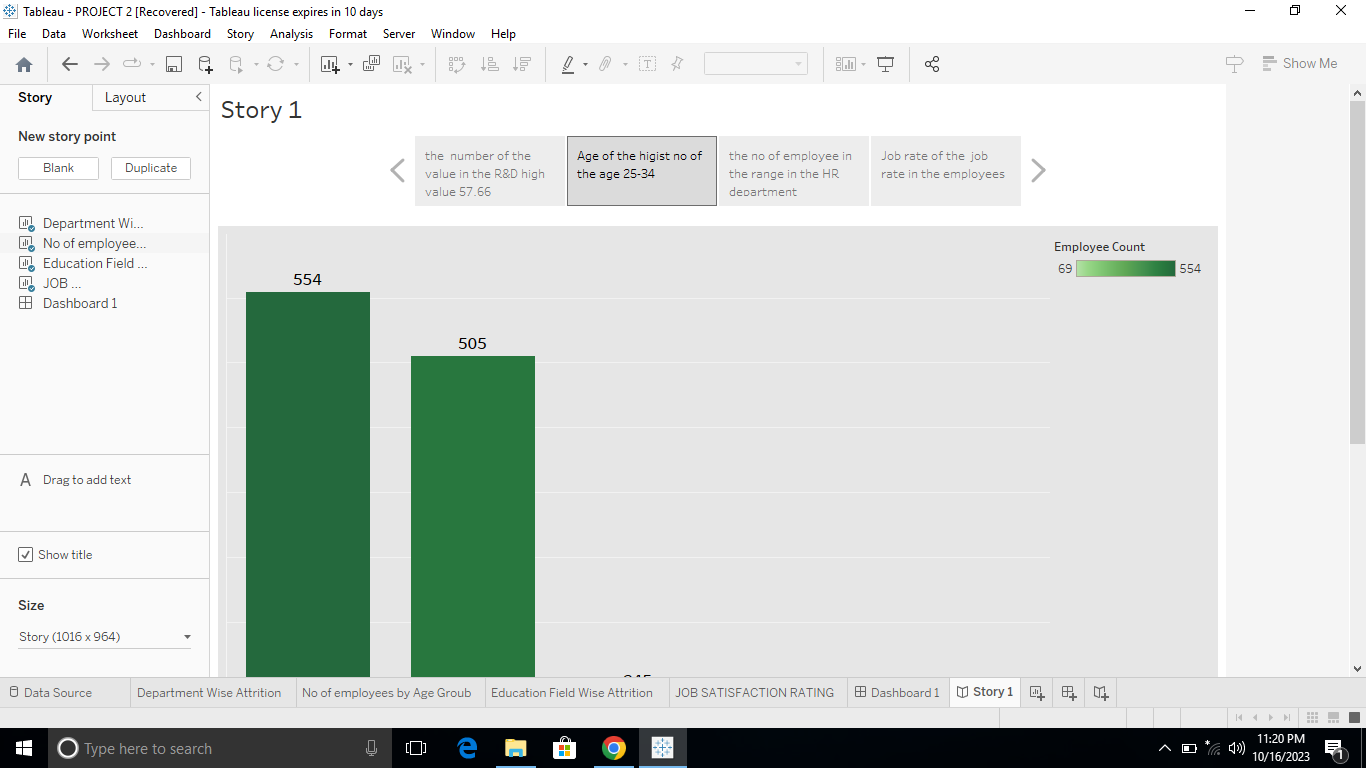 Tableau - PROJECT 2 [Recovered] - Tableau license expires in 10 days
File Data Worksheet Dashboard Story Analysis Format Server Window Help
Show Me
Story Layout
New story point
Blank Duplicate
Department Wi...
No of employee...
Education Field ...
JOB ...
Dashboard 1
A Drag to add text
Show title
Size
Story (1016 x 964)
Story 1
the number of the
value in the R&D high
value 57.66
Age of the higist no of
the age 25-34
the no of employee in
the range in the HR
department
Job rate of the job
rate in the employees
554
505
Employee Count
69 554
Data Source Department Wise Attrition No of employees by Age Groub Education Field Wise Attrition JOB SATISFACTION RATING Dashboard 1 Story 1
Type here to search
11:20 PM
10/16/2023
1